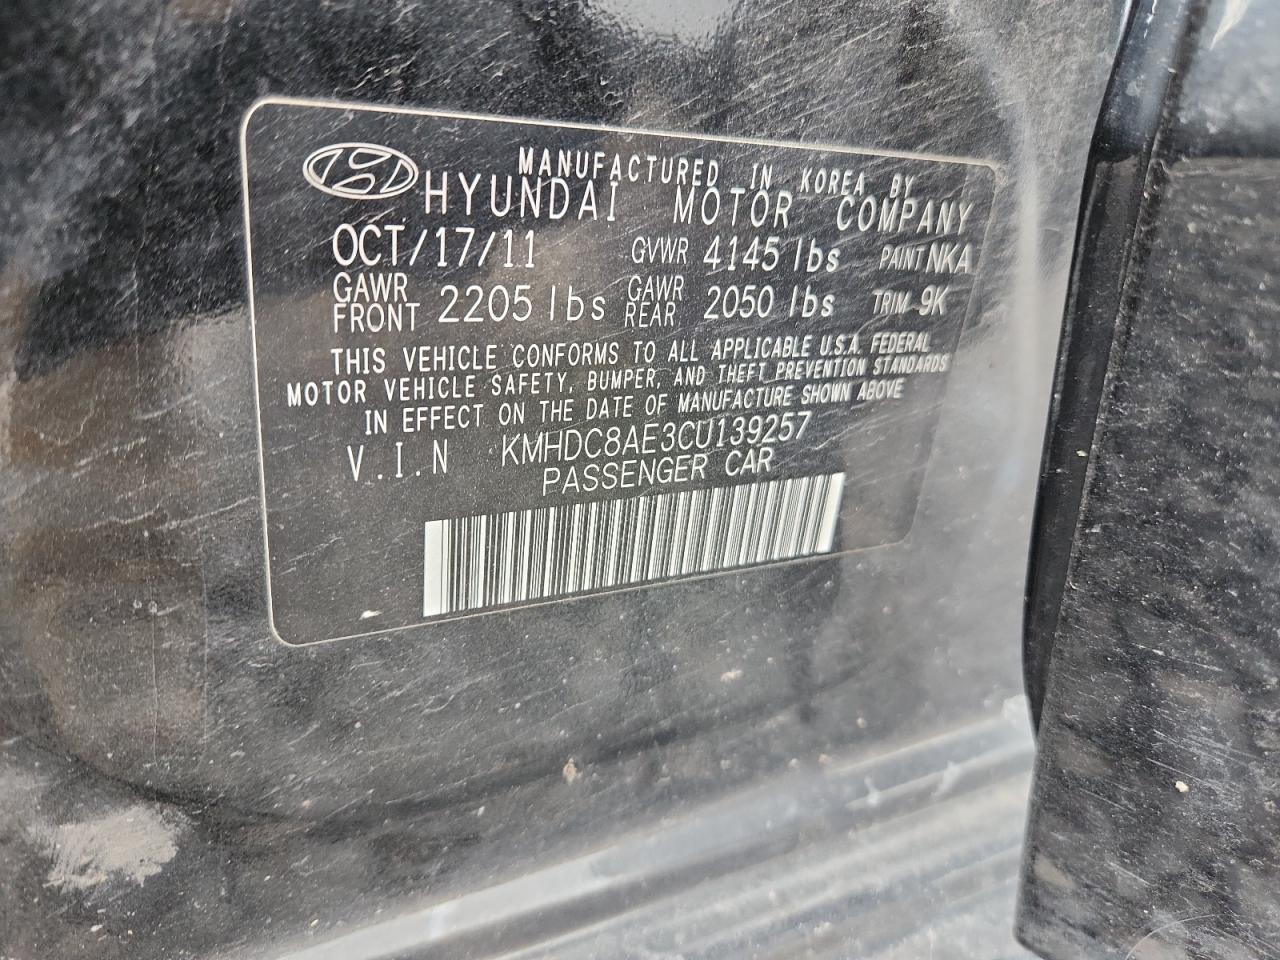 MANUFACTURED IN KOREA BY
HYUNDAI MOTOR COMPANY
OCT/17/11 GVWR 4145 lbs PAINT NKA
GAWR FRONT 2205 lbs GAWR REAR 2050 lbs TRIM 9K
THIS VEHICLE CONFORMS TO ALL APPLICABLE U.S.A. FEDERAL
MOTOR VEHICLE SAFETY, BUMPER, AND THEFT PREVENTION STANDARDS
IN EFFECT ON THE DATE OF MANUFACTURE SHOWN ABOVE
V.I.N KMHDC8AE3CU139257
PASSENGER CAR